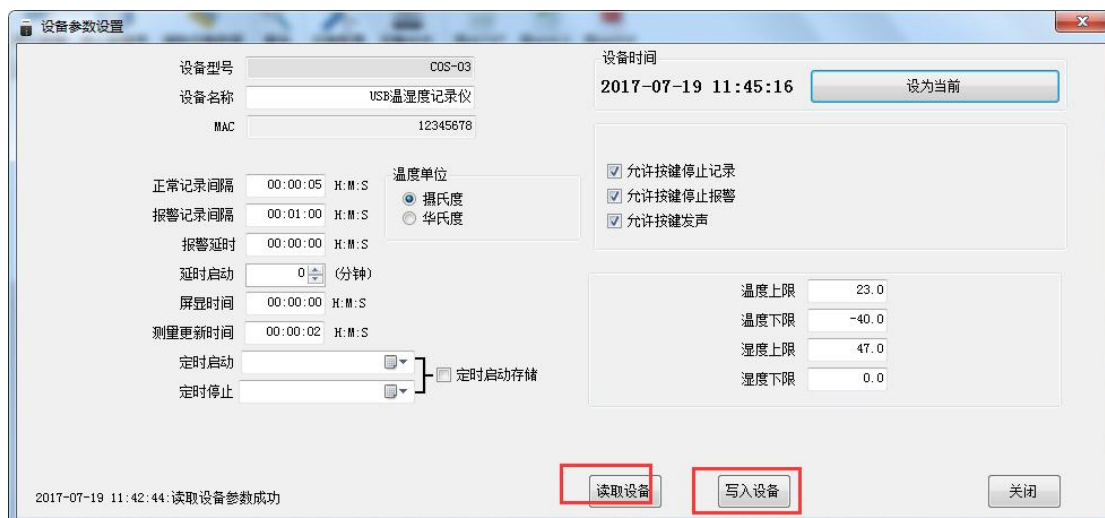 设备参数设置
设备型号 COS-03
设备名称 USB温湿度记录仪
MAC 12345678
设备时间
2017-07-19 11:45:16 设为当前
正常记录间隔 00:00:05 H:M:S
报警记录间隔 00:01:00 H:M:S
报警延时 00:00:00 H:M:S
延时启动 0 (分钟)
屏显时间 00:00:00 H:M:S
测量更新时间 00:00:02 H:M:S
定时启动
定时停止
定时启动存储
温度单位
摄氏度
华氏度
允许按键停止记录
允许按键停止报警
允许按键发声
温度上限 23.0
温度下限 -40.0
湿度上限 47.0
湿度下限 0.0
2017-07-19 11:42:44:读取设备参数成功
读取设备 写入设备 关闭